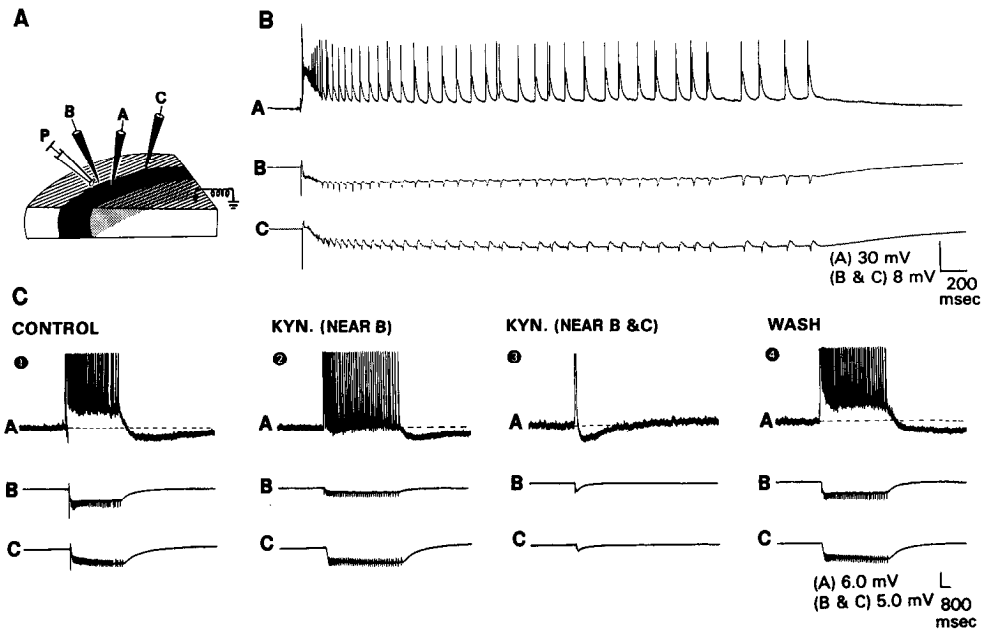 A
B
P
B
A
C
A
B
C
(A) 30 mV
(B & C) 8 mV
200
msec
C
CONTROL
KYN. (NEAR B)
KYN. (NEAR B &C)
WASH
1
2
3
4
A
B
C
A
B
C
A
B
C
A
B
C
(A) 6.0 mV
(B & C) 5.0 mV
800
msec